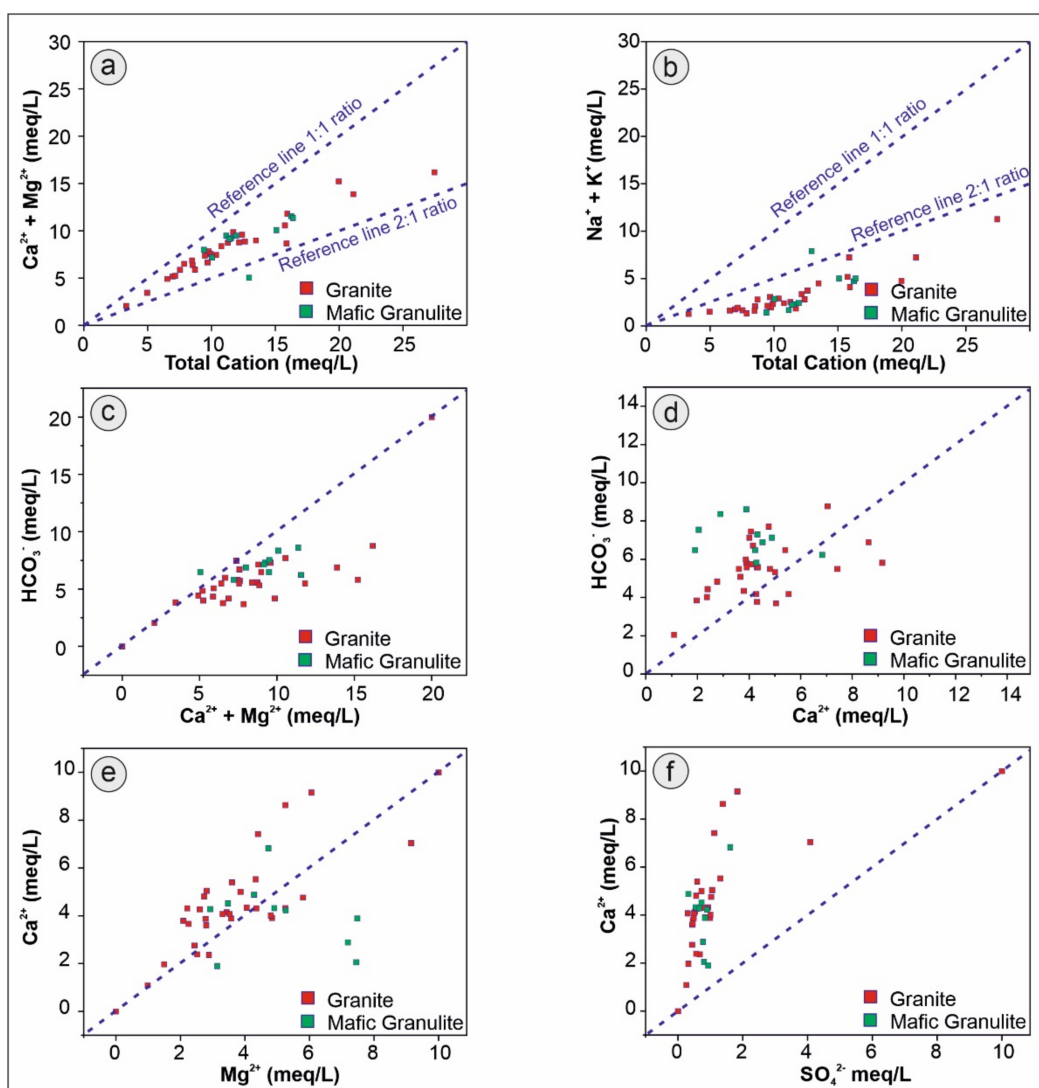 a
30
25
20
15
10
5
0
Ca²⁺ + Mg²⁺ (meq/L)
Reference line 1:1 ratio
Reference line 2:1 ratio
Granite
Mafic Granulite
0 5 10 15 20 25
Total Cation (meq/L)
b
30
25
20
15
10
5
0
Na⁺ + K⁺ (meq/L)
Reference line 1:1 ratio
Reference line 2:1 ratio
Granite
Mafic Granulite
0 5 10 15 20 25
Total Cation (meq/L)
c
20
15
10
5
0
HCO₃⁻ (meq/L)
Granite
Mafic Granulite
0 5 10 15 20
Ca²⁺ + Mg²⁺ (meq/L)
d
14
12
10
8
6
4
2
0
HCO₃⁻ (meq/L)
Granite
Mafic Granulite
0 2 4 6 8 10 12 14
Ca²⁺ (meq/L)
e
10
8
6
4
2
0
Ca²⁺ (meq/L)
Granite
Mafic Granulite
0 2 4 6 8 10
Mg²⁺ (meq/L)
f
10
8
6
4
2
0
Ca²⁺ (meq/L)
Granite
Mafic Granulite
0 2 4 6 8 10
SO₄²⁻ meq/L